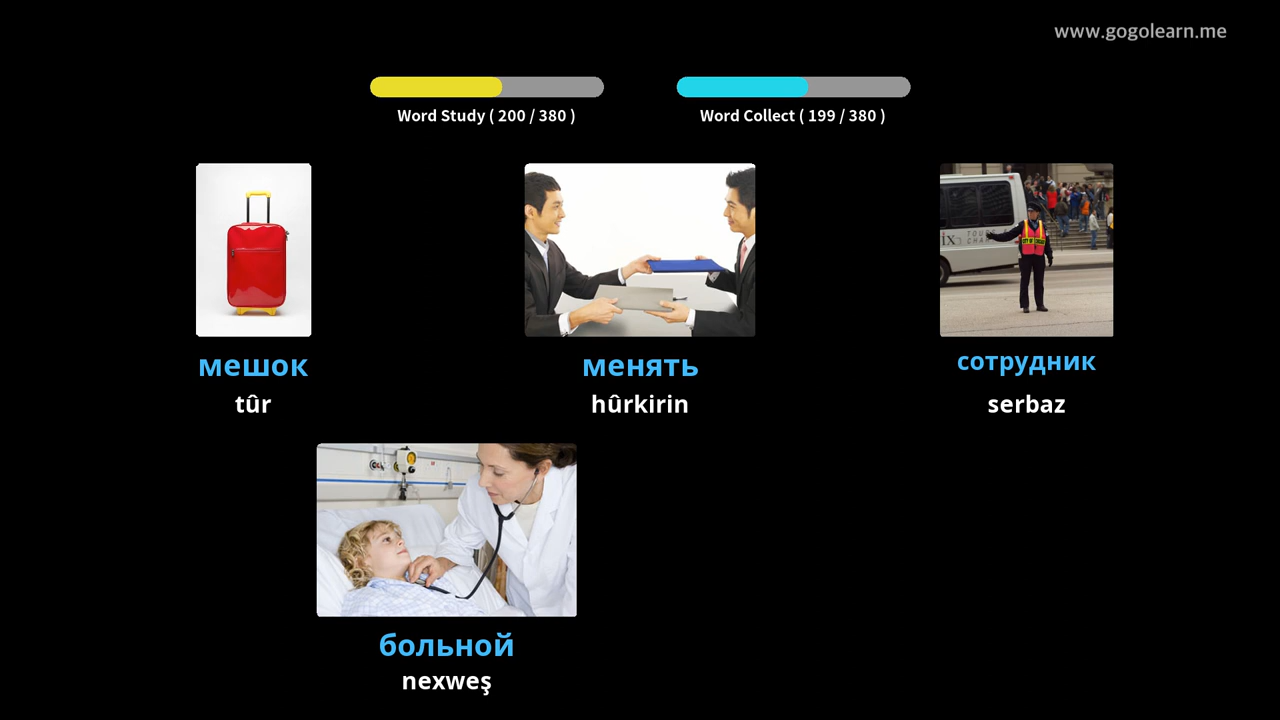 www.gogolearn.me
Word Study ( 200 / 380 )
Word Collect ( 199 / 380 )
мешок
tûr
менять
hûrkirin
сотрудник
serbaz
больной
nexweş